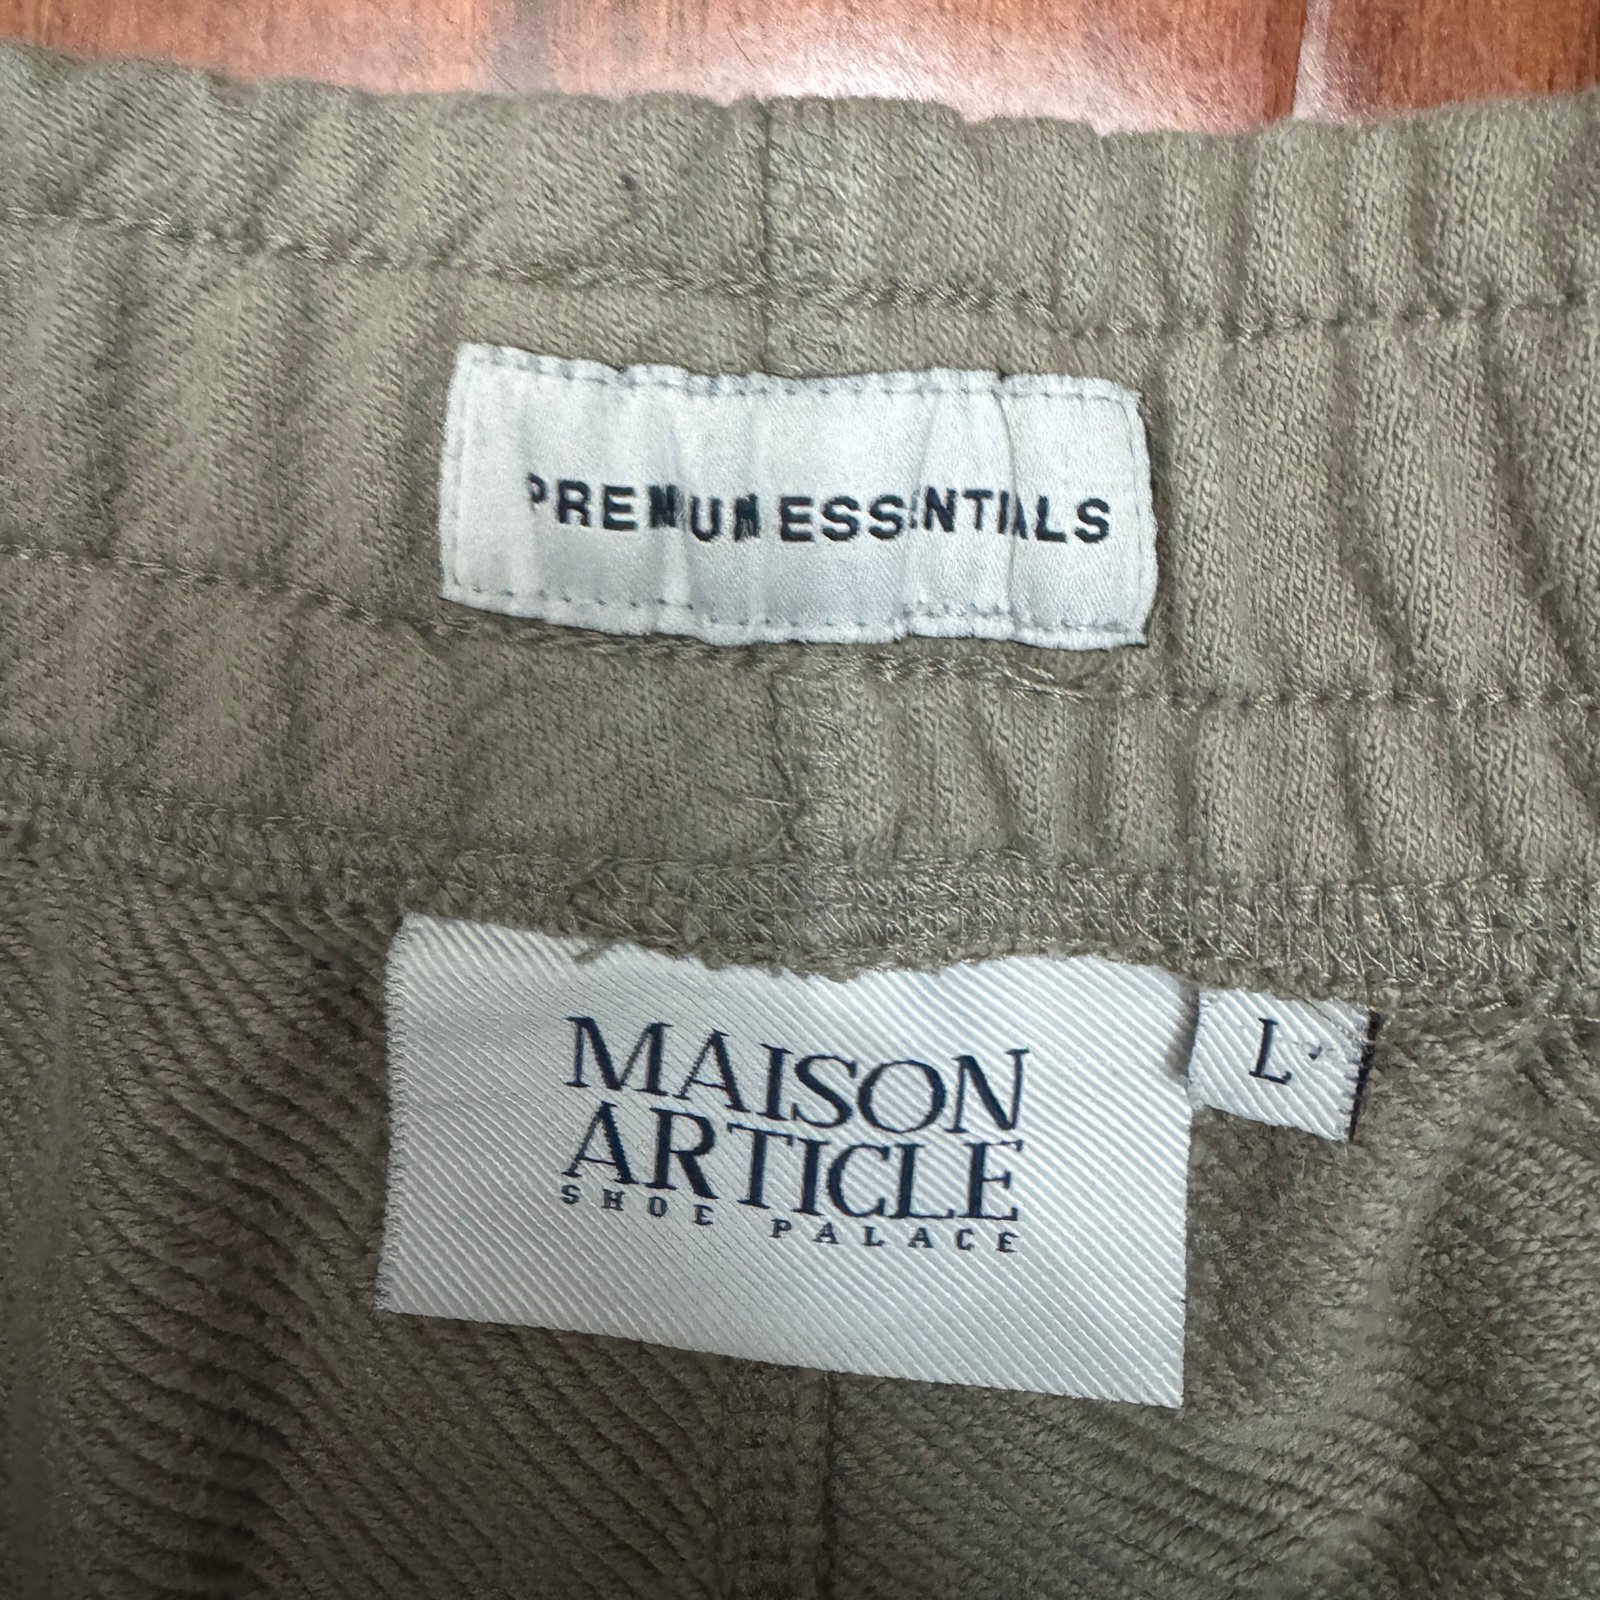 PREMIUM ESSENTIALS
MAISON
ARTICLE
SHOE PALACE
L